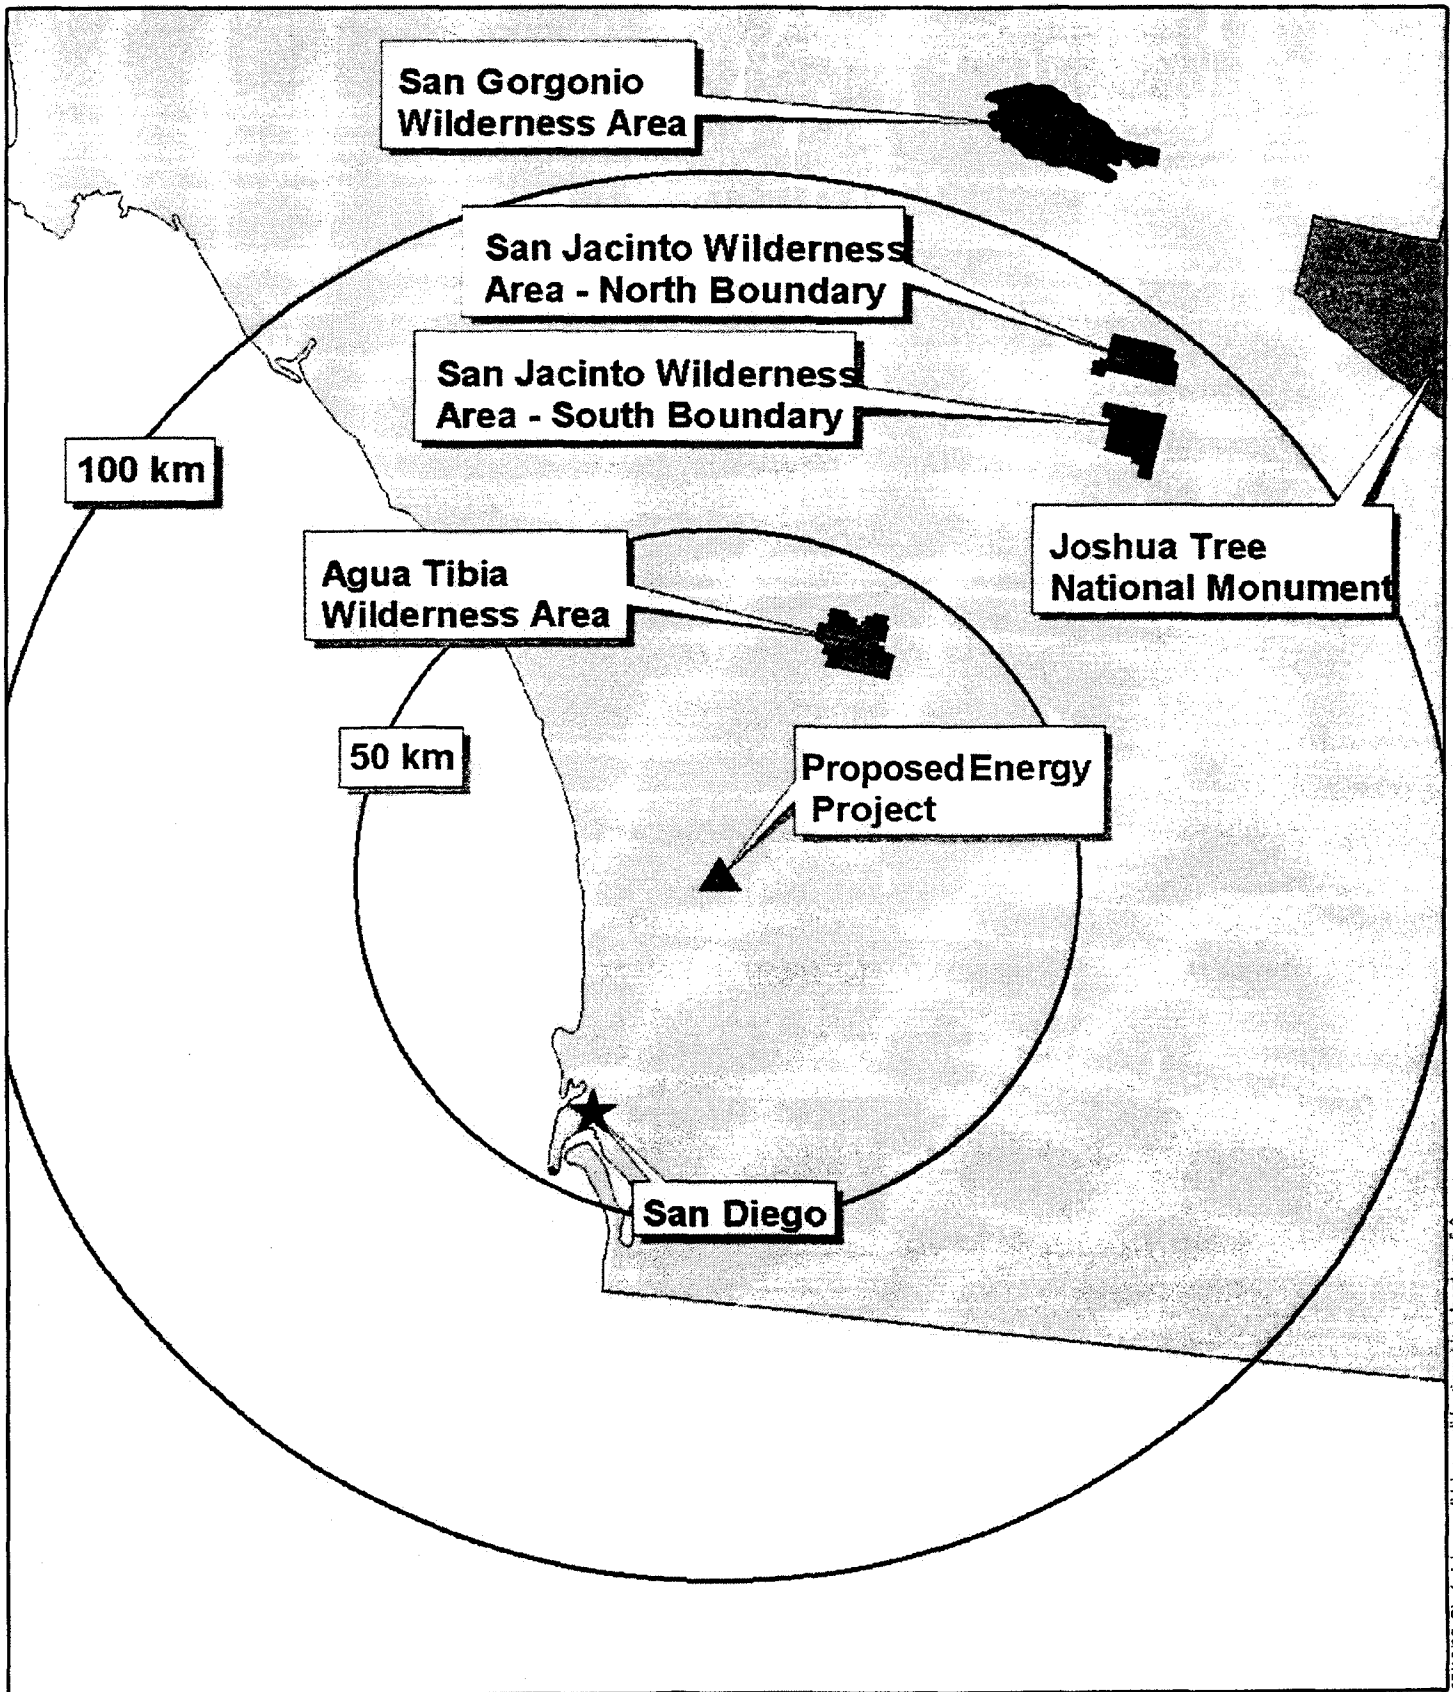 San Gorgonio
Wilderness Area
San Jacinto Wilderness
Area - North Boundary
San Jacinto Wilderness
Area - South Boundary
100 km
Joshua Tree
National Monument
Agua Tibia
Wilderness Area
50 km
Proposed Energy
Project
San Diego